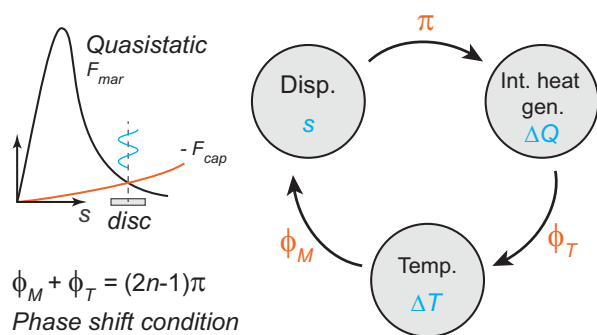 Quasistatic
F_mar
- F_cap
s
disc
ϕ_M + ϕ_T = (2n-1)π
Phase shift condition
π
Disp.
s
Int. heat
gen.
ΔQ
ϕ_M
ϕ_T
Temp.
ΔT